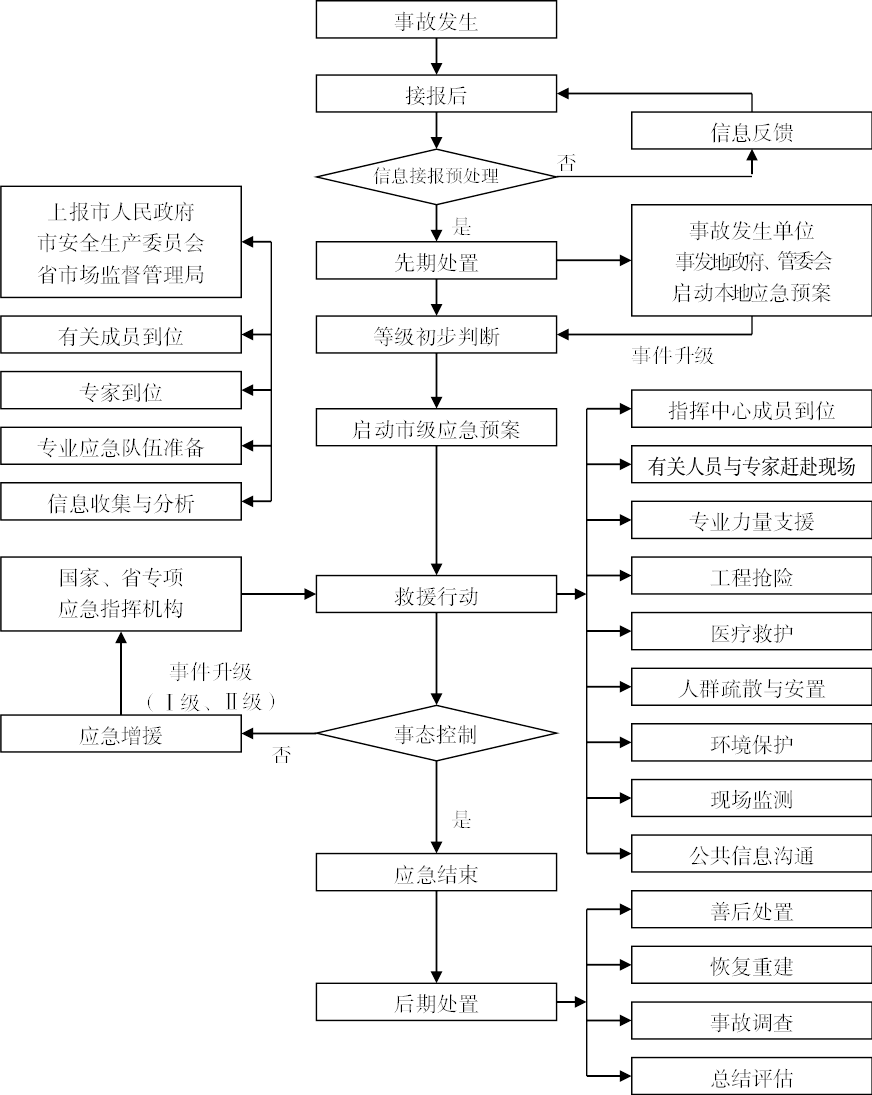 事故发生
接报后
信息反馈
信息接报预处理
否
是
上报市人民政府
市安全生产委员会
省市场监督管理局
先期处置
事故发生单位
事发地政府、管委会
启动本地应急预案
有关成员到位
等级初步判断
事件升级
专家到位
启动市级应急预案
指挥中心成员到位
专业应急队伍准备
有关人员与专家赶赴现场
信息收集与分析
专业力量支援
国家、省专项
应急指挥机构
救援行动
工程抢险
医疗救护
事件升级
（Ⅰ级、Ⅱ级）
人群疏散与安置
应急增援
否
事态控制
环境保护
现场监测
是
公共信息沟通
应急结束
善后处置
恢复重建
后期处置
事故调查
总结评估